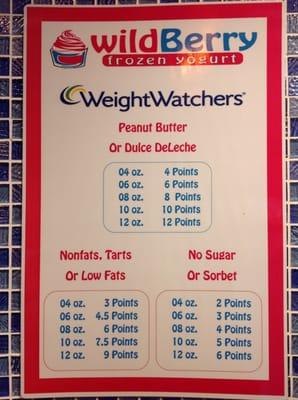 wildBerry
frozen yogurt
WeightWatchers
Peanut Butter
Or Dulce DeLeche
04 oz. 4 Points
06 oz. 6 Points
08 oz. 8 Points
10 oz. 10 Points
12 oz. 12 Points
Nonfats, Tarts
Or Low Fats
04 oz. 3 Points
06 oz. 4.5 Points
08 oz. 6 Points
10 oz. 7.5 Points
12 oz. 9 Points
No Sugar
Or Sorbet
04 oz. 2 Points
06 oz. 3 Points
08 oz. 4 Points
10 oz. 5 Points
12 oz. 6 Points